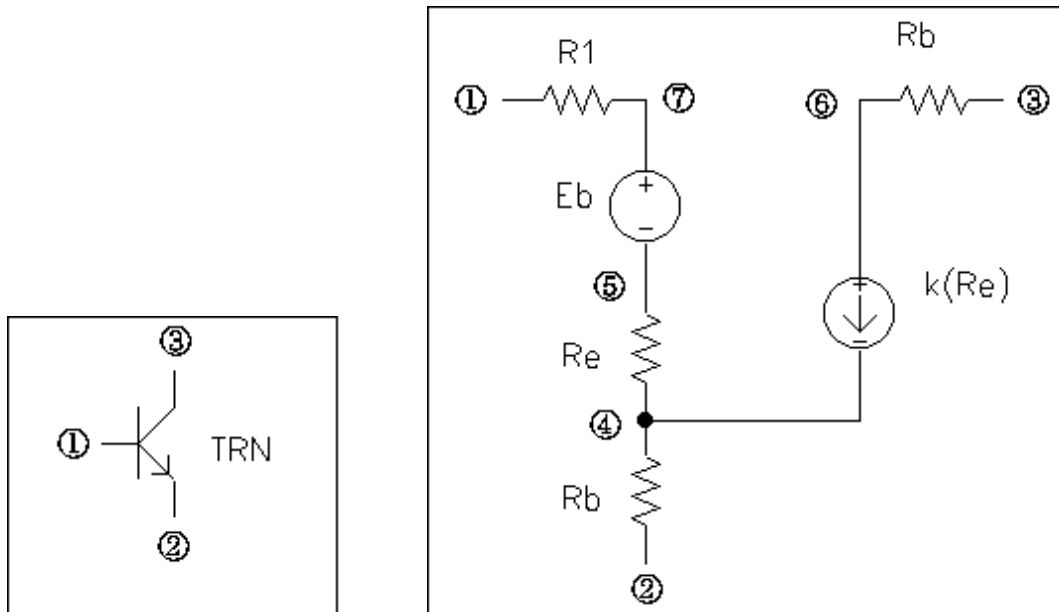 ③
①
TRN
②
R1
Rb
①
⑦
⑥
③
+
Eb
−
⑤
+
k(Re)
−
Re
④
Rb
②